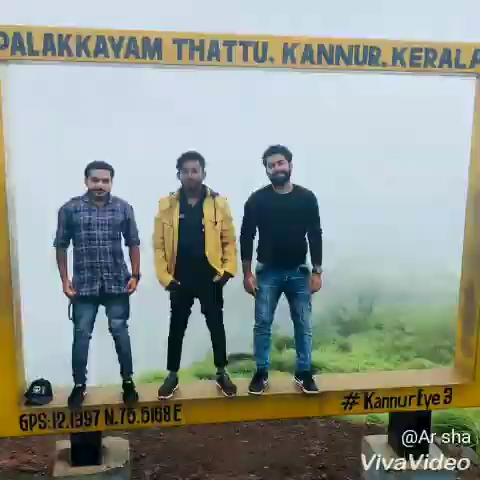 PALAKKAYAM THATTU. KANNUR. KERALA
GPS:12.1397 N.75.5168 E
# KannurEye 3
@Ar sha
VivaVideo